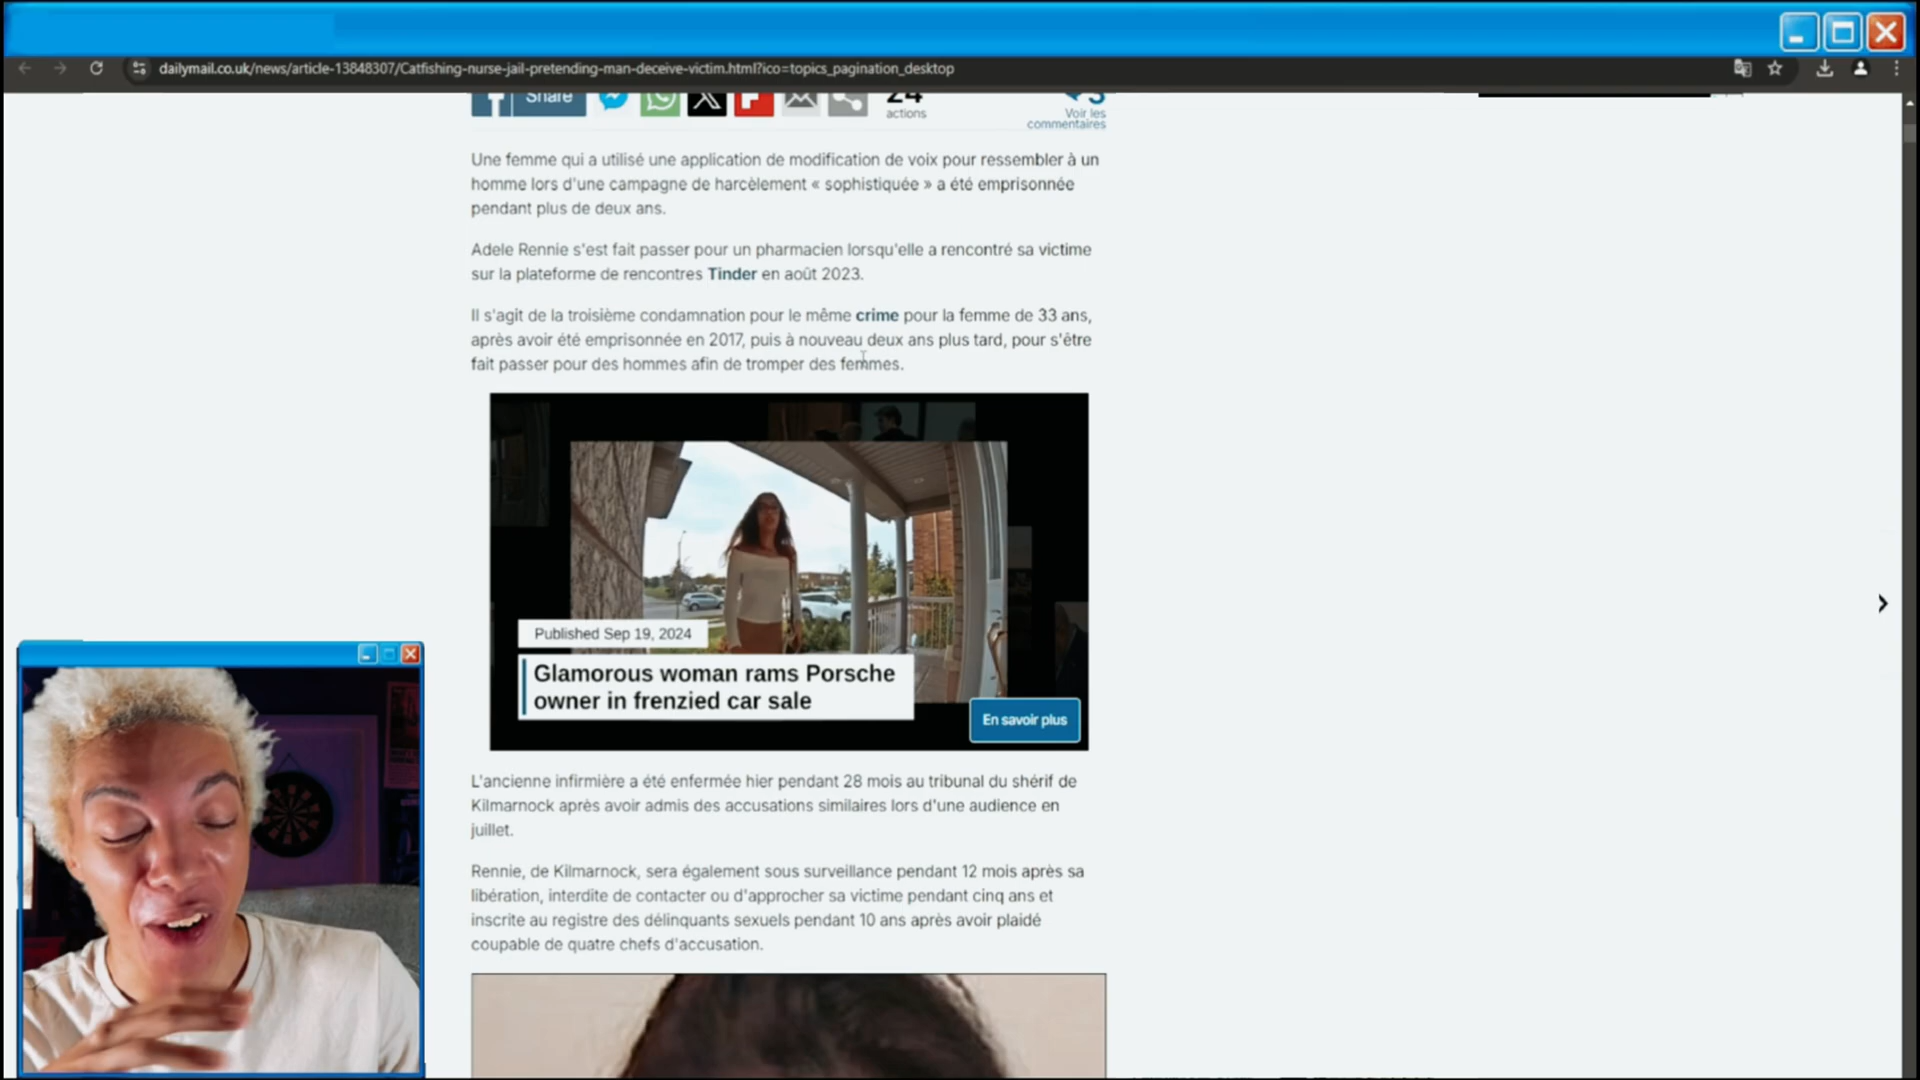 dailymail.co.uk/news/article-13848307/Catfishing-nurse-jail-pretending-man-deceive-victim.html?ico=topics_pagination_desktop
Share
24
actions
3
Voir les
commentaires
Une femme qui a utilisé une application de modification de voix pour ressembler à un
homme lors d'une campagne de harcèlement « sophistiquée » a été emprisonnée
pendant plus de deux ans.
Adele Rennie s'est fait passer pour un pharmacien lorsqu'elle a rencontré sa victime
sur la plateforme de rencontres Tinder en août 2023.
Il s'agit de la troisième condamnation pour le même crime pour la femme de 33 ans,
après avoir été emprisonnée en 2017, puis à nouveau deux ans plus tard, pour s'être
fait passer pour des hommes afin de tromper des femmes.
Published Sep 19, 2024
Glamorous woman rams Porsche
owner in frenzied car sale
En savoir plus
L'ancienne infirmière a été enfermée hier pendant 28 mois au tribunal du shérif de
Kilmarnock après avoir admis des accusations similaires lors d'une audience en
juillet.
Rennie, de Kilmarnock, sera également sous surveillance pendant 12 mois après sa
libération, interdite de contacter ou d'approcher sa victime pendant cinq ans et
inscrite au registre des délinquants sexuels pendant 10 ans après avoir plaidé
coupable de quatre chefs d'accusation.